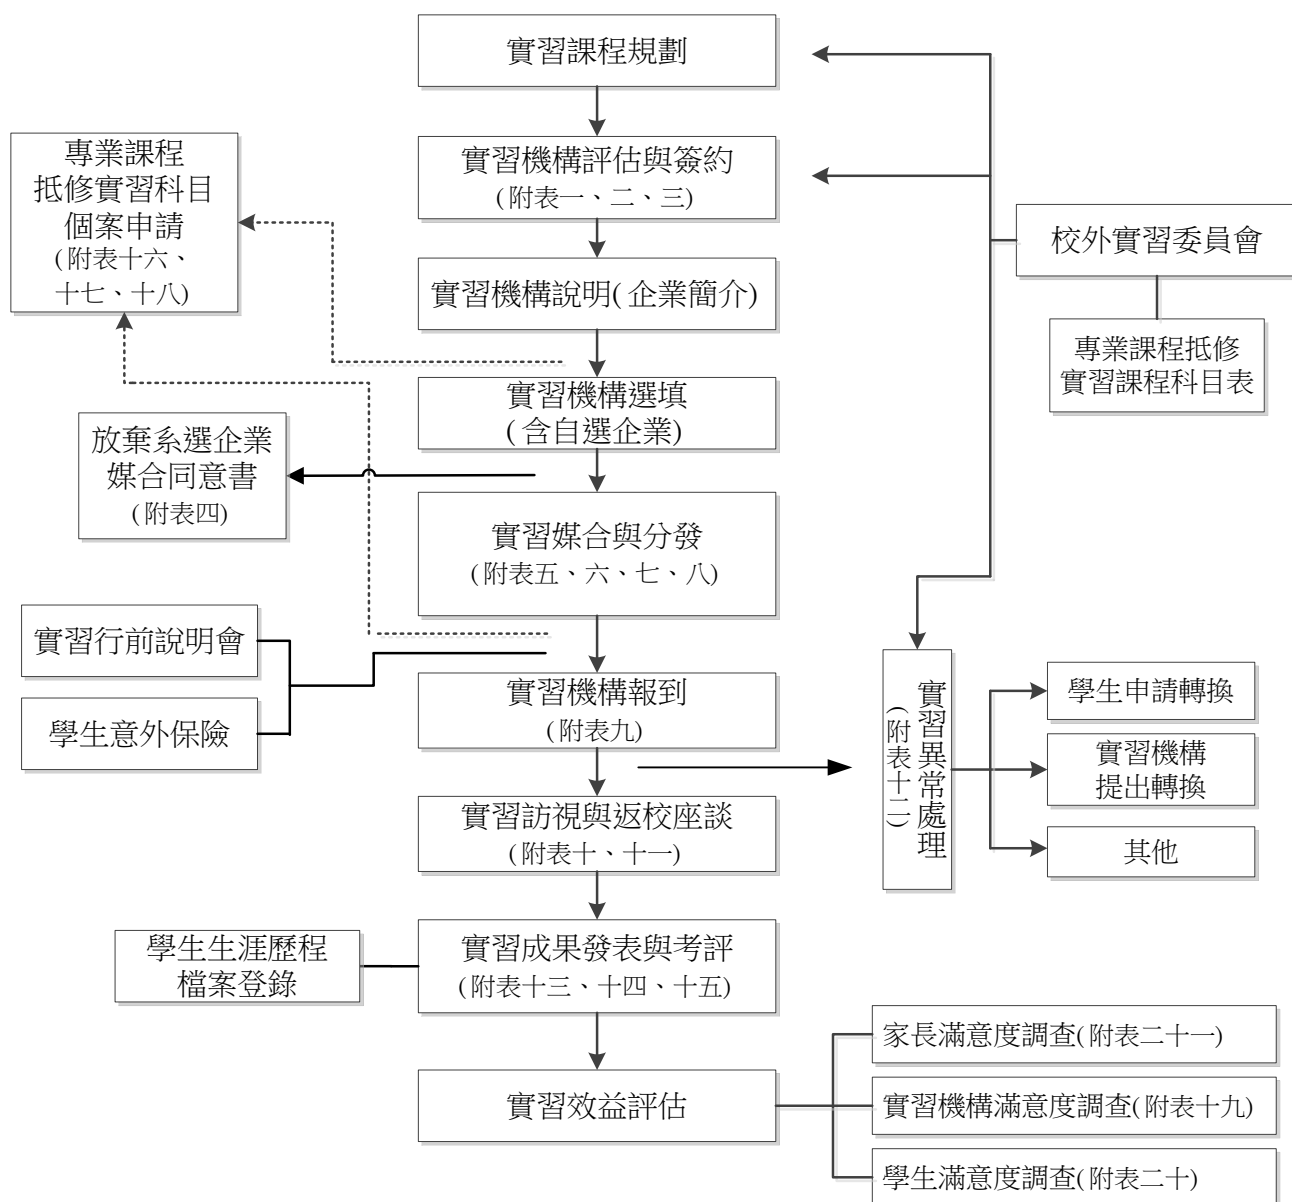 實習課程規劃
實習機構評估與簽約
(附表一、二、三)
專業課程
抵修實習科目
個案申請
(附表十六、
十七、十八)
校外實習委員會
實習機構說明(企業簡介)
專業課程抵修
實習課程科目表
實習機構選填
(含自選企業)
放棄系選企業
媒合同意書
(附表四)
實習媒合與分發
(附表五、六、七、八)
實習行前說明會
學生意外保險
實習機構報到
(附表九)
實習異常處理
(附表十二)
學生申請轉換
實習機構
提出轉換
其他
實習訪視與返校座談
(附表十、十一)
學生生涯歷程
檔案登錄
實習成果發表與考評
(附表十三、十四、十五)
實習效益評估
家長滿意度調查(附表二十一)
實習機構滿意度調查(附表十九)
學生滿意度調查(附表二十)